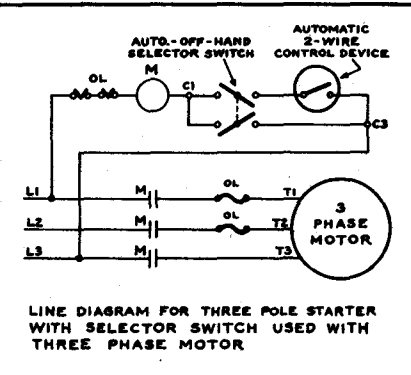 AUTOMATIC
2-WIRE
CONTROL DEVICE
AUTO.-OFF-HAND
SELECTOR SWITCH
OL
M
C1
C3
L1
M
OL
T1
L2
M
OL
T2
L3
M
T3
3
PHASE
MOTOR
LINE DIAGRAM FOR THREE POLE STARTER
WITH SELECTOR SWITCH USED WITH
THREE PHASE MOTOR